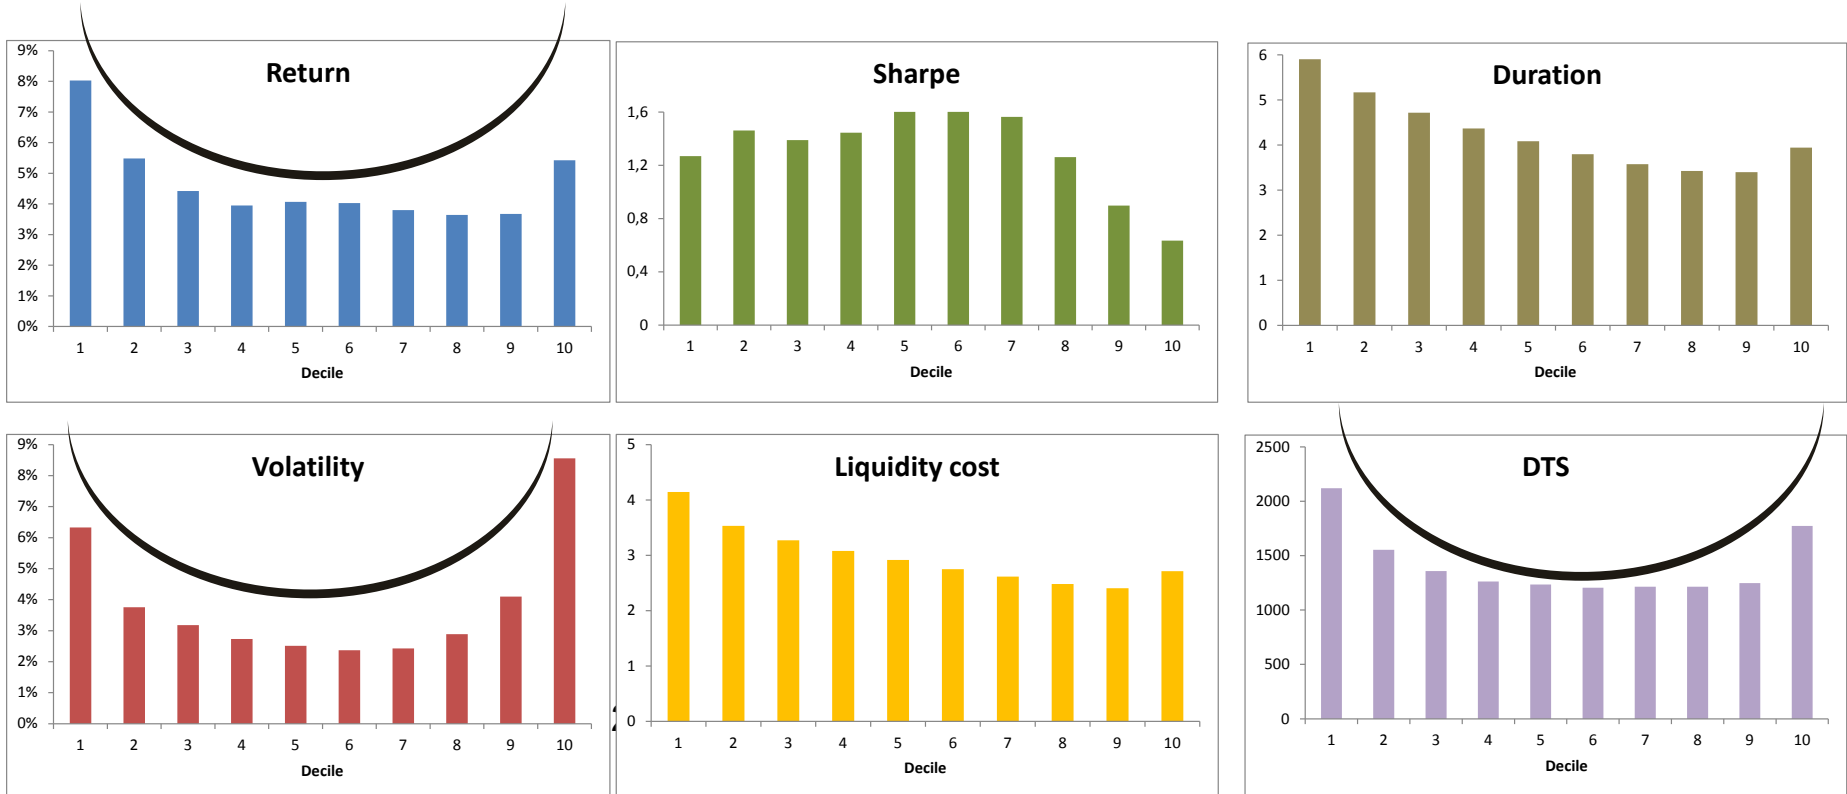 Return
9%
8%
7%
6%
5%
4%
3%
2%
1%
0%
1 2 3 4 5 6 7 8 9 10
Decile
Sharpe
1,6
1,2
0,8
0,4
0
1 2 3 4 5 6 7 8 9 10
Decile
Duration
6
5
4
3
2
1
0
1 2 3 4 5 6 7 8 9 10
Decile
Volatility
9%
8%
7%
6%
5%
4%
3%
2%
1%
0%
1 2 3 4 5 6 7 8 9 10
Decile
Liquidity cost
5
4
3
2
1
0
1 2 3 4 5 6 7 8 9 10
Decile
DTS
2500
2000
1500
1000
500
0
1 2 3 4 5 6 7 8 9 10
Decile